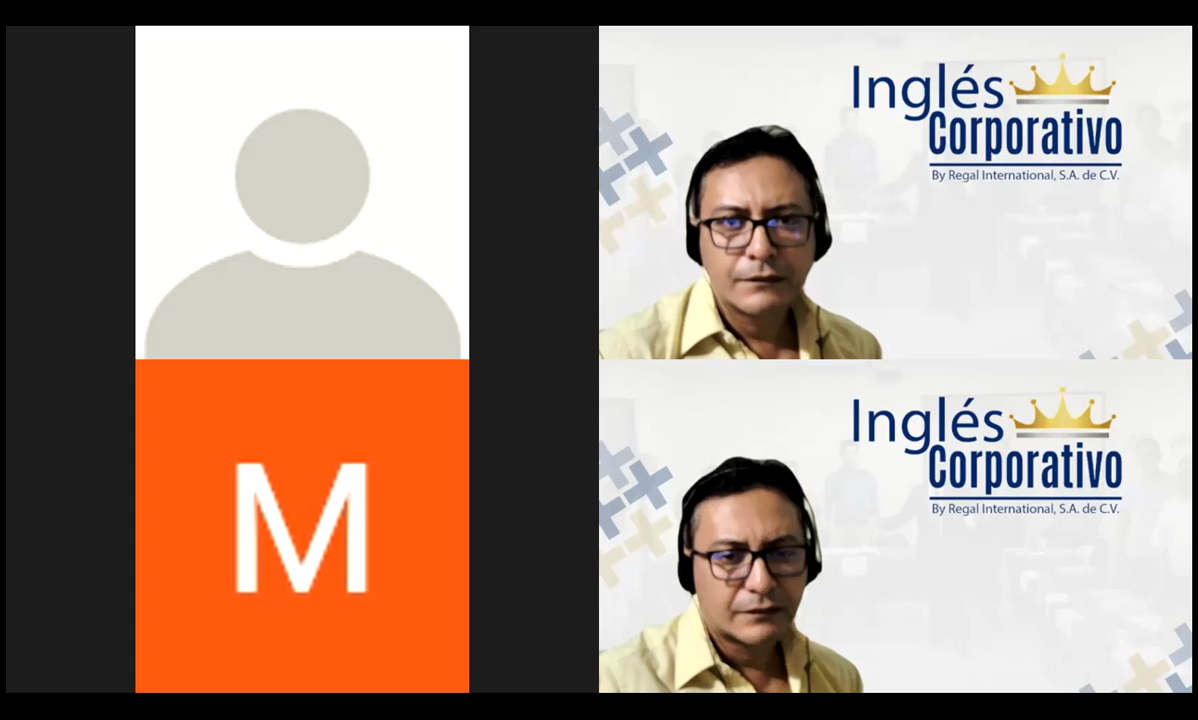 Inglés
Corporativo
By Regal International, S.A. de C.V.
M
Inglés
Corporativo
By Regal International, S.A. de C.V.